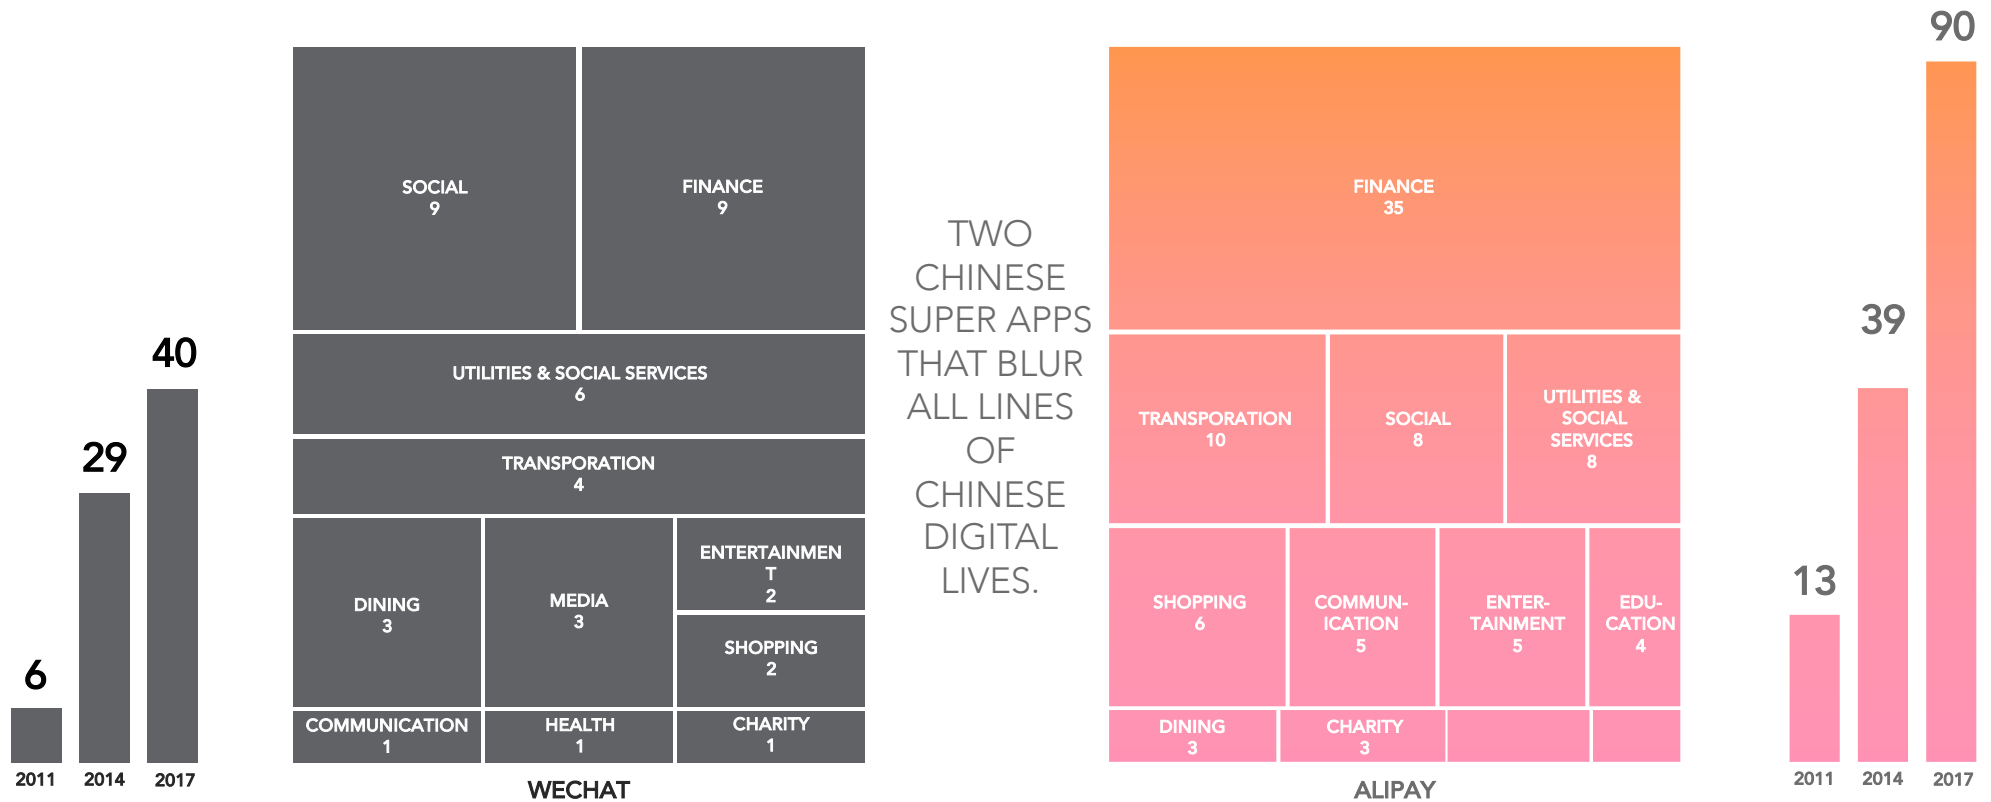 6
29
40
2011
2014
2017
SOCIAL
9
FINANCE
9
UTILITIES & SOCIAL SERVICES
6
TRANSPORATION
4
DINING
3
MEDIA
3
ENTERTAINMEN
T
2
SHOPPING
2
COMMUNICATION
1
HEALTH
1
CHARITY
1
WECHAT
TWO
CHINESE
SUPER APPS
THAT BLUR
ALL LINES
OF
CHINESE
DIGITAL
LIVES.
FINANCE
35
TRANSPORATION
10
SOCIAL
8
UTILITIES &
SOCIAL
SERVICES
8
SHOPPING
6
COMMUN-
ICATION
5
ENTER-
TAINMENT
5
EDU-
CATION
4
DINING
3
CHARITY
3
ALIPAY
13
39
90
2011
2014
2017